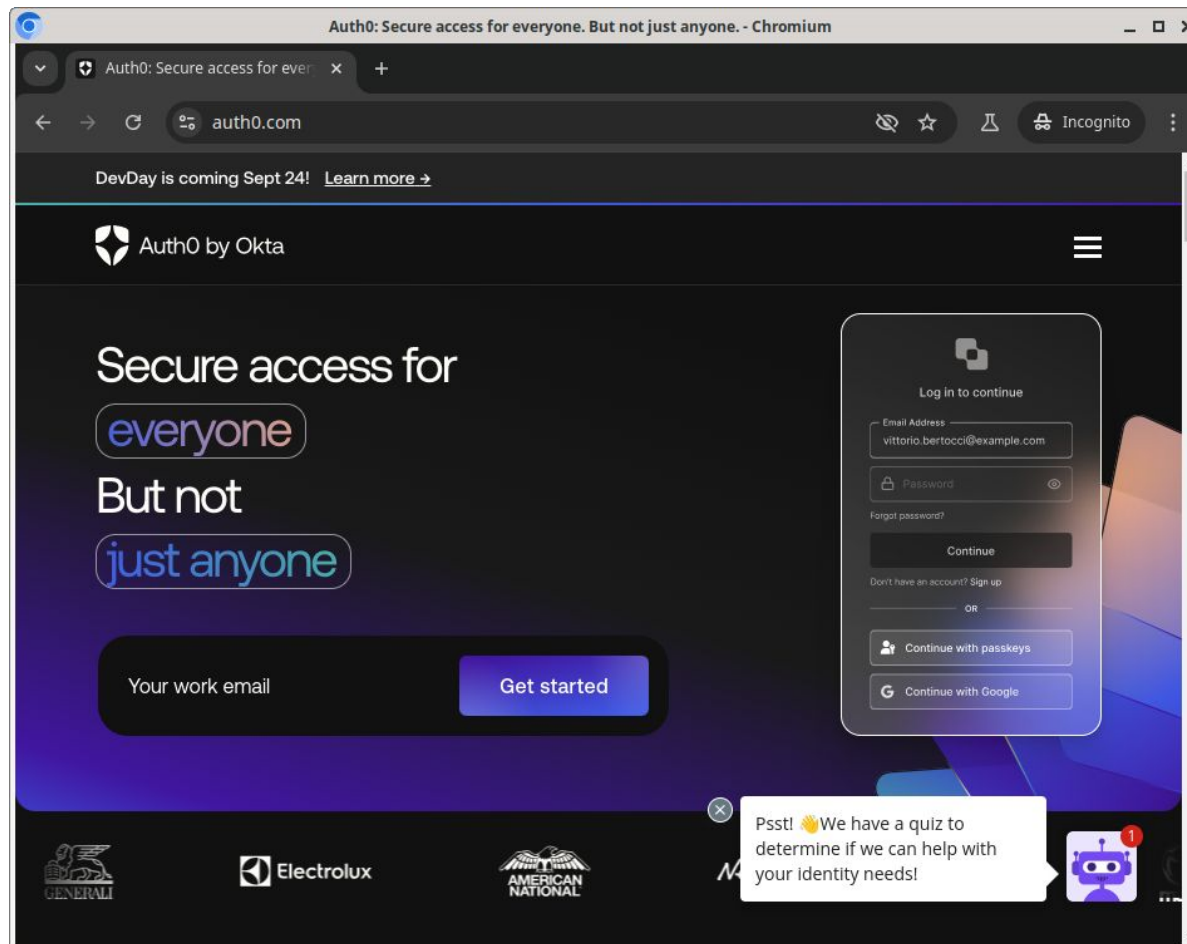 Auth0: Secure access for everyone. But not just anyone. - Chromium
Auth0: Secure access for ever
auth0.com
Incognito
DevDay is coming Sept 24! Learn more →
Auth0 by Okta
Secure access for
everyone
But not
just anyone
Your work email
Get started
Log in to continue
Email Address
vittorio.bertocci@example.com
Password
Forgot password?
Continue
Don't have an account? Sign up
OR
Continue with passkeys
G Continue with Google
Psst! 👋We have a quiz to
determine if we can help with
your identity needs!
1
GENERALI
Electrolux
AMERICAN
NATIONAL